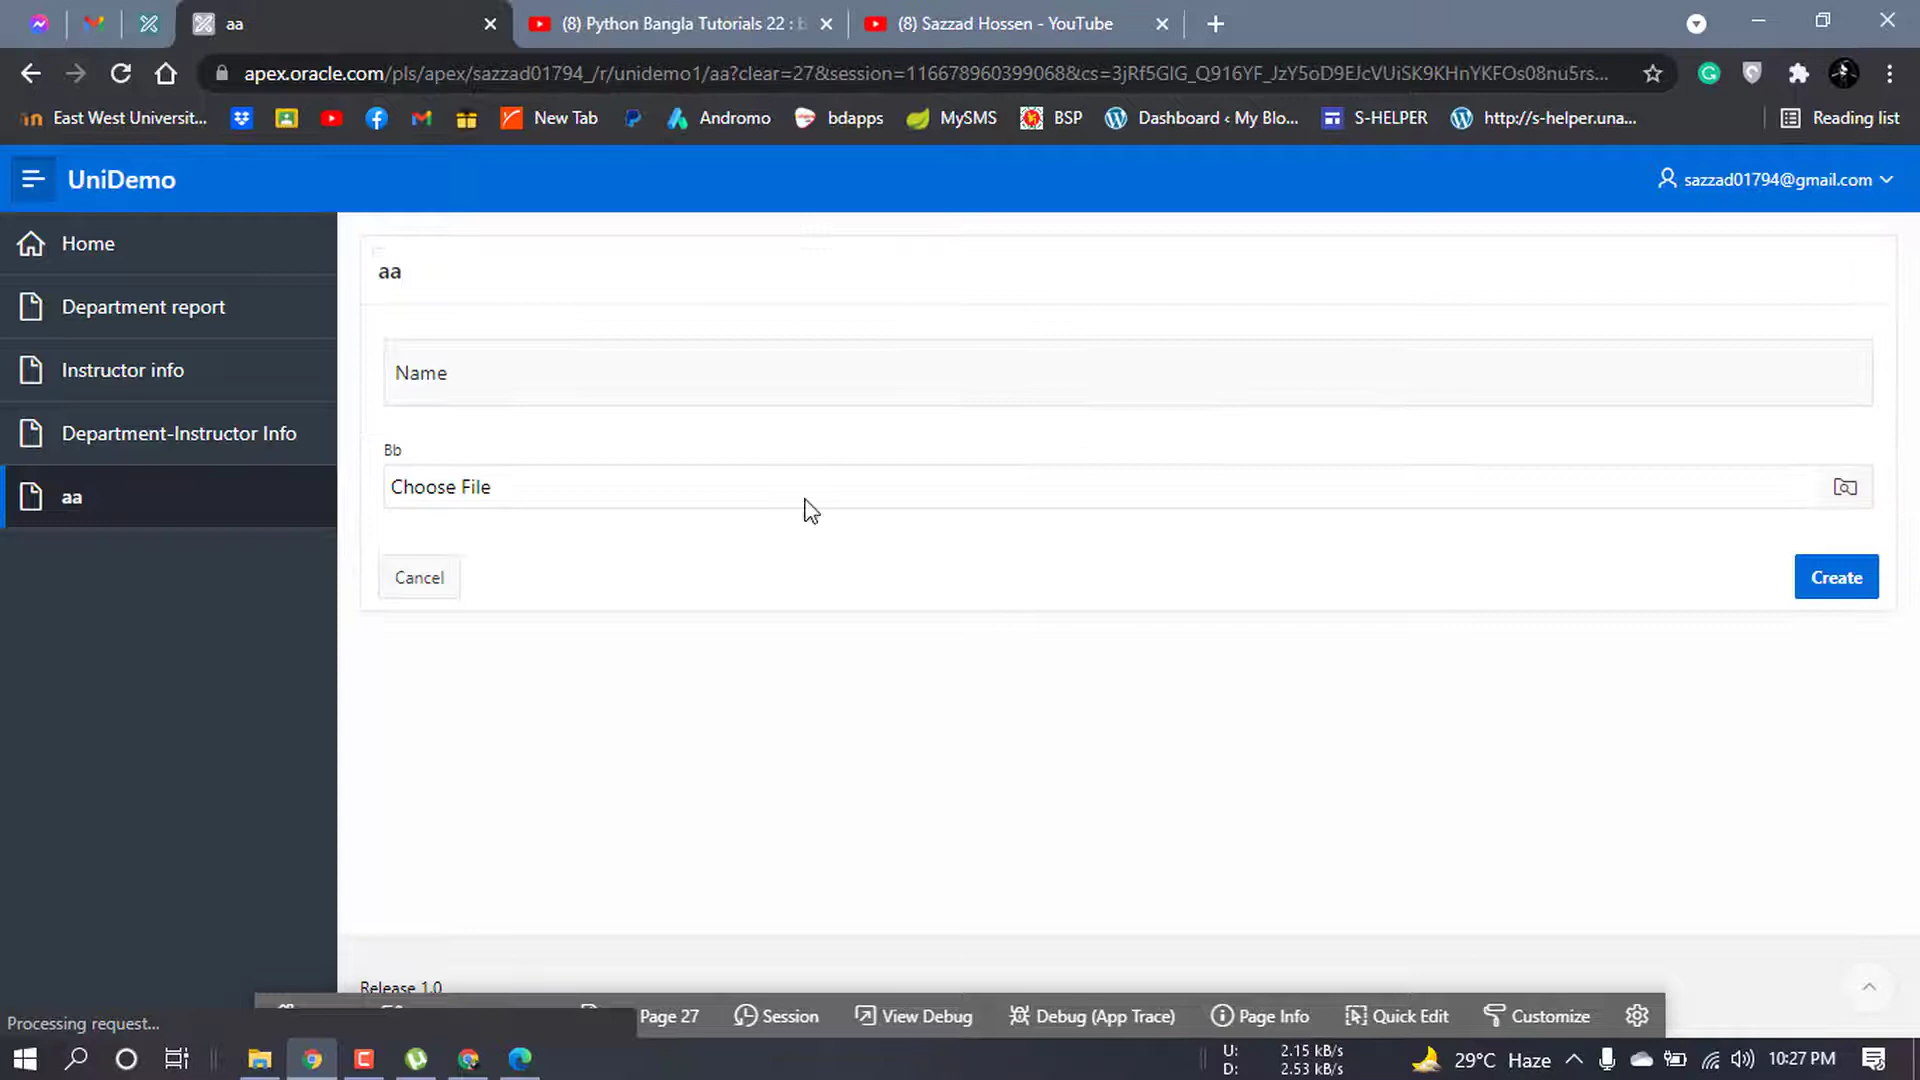 aa
(8) Python Bangla Tutorials 22 : b
(8) Sazzad Hossen - YouTube
apex.oracle.com/pls/apex/sazzad01794_/r/unidemo1/aa?clear=27&session=116678960399068&cs=3jRf5GlG_Q916YF_JzY5oD9EJcVUiSK9KHnYKFOs08nu5rs...
East West Universit...
New Tab
Andromo
bdapps
MySMS
BSP
Dashboard ‹ My Blo...
S-HELPER
http://s-helper.una...
Reading list
UniDemo
sazzad01794@gmail.com
Home
Department report
Instructor info
Department-Instructor Info
aa
aa
Name
Bb
Choose File
Cancel
Create
Release 1.0
Processing request...
Page 27
Session
View Debug
Debug (App Trace)
Page Info
Quick Edit
Customize
U: 2.15 kB/s
D: 2.53 kB/s
29°C Haze
10:27 PM